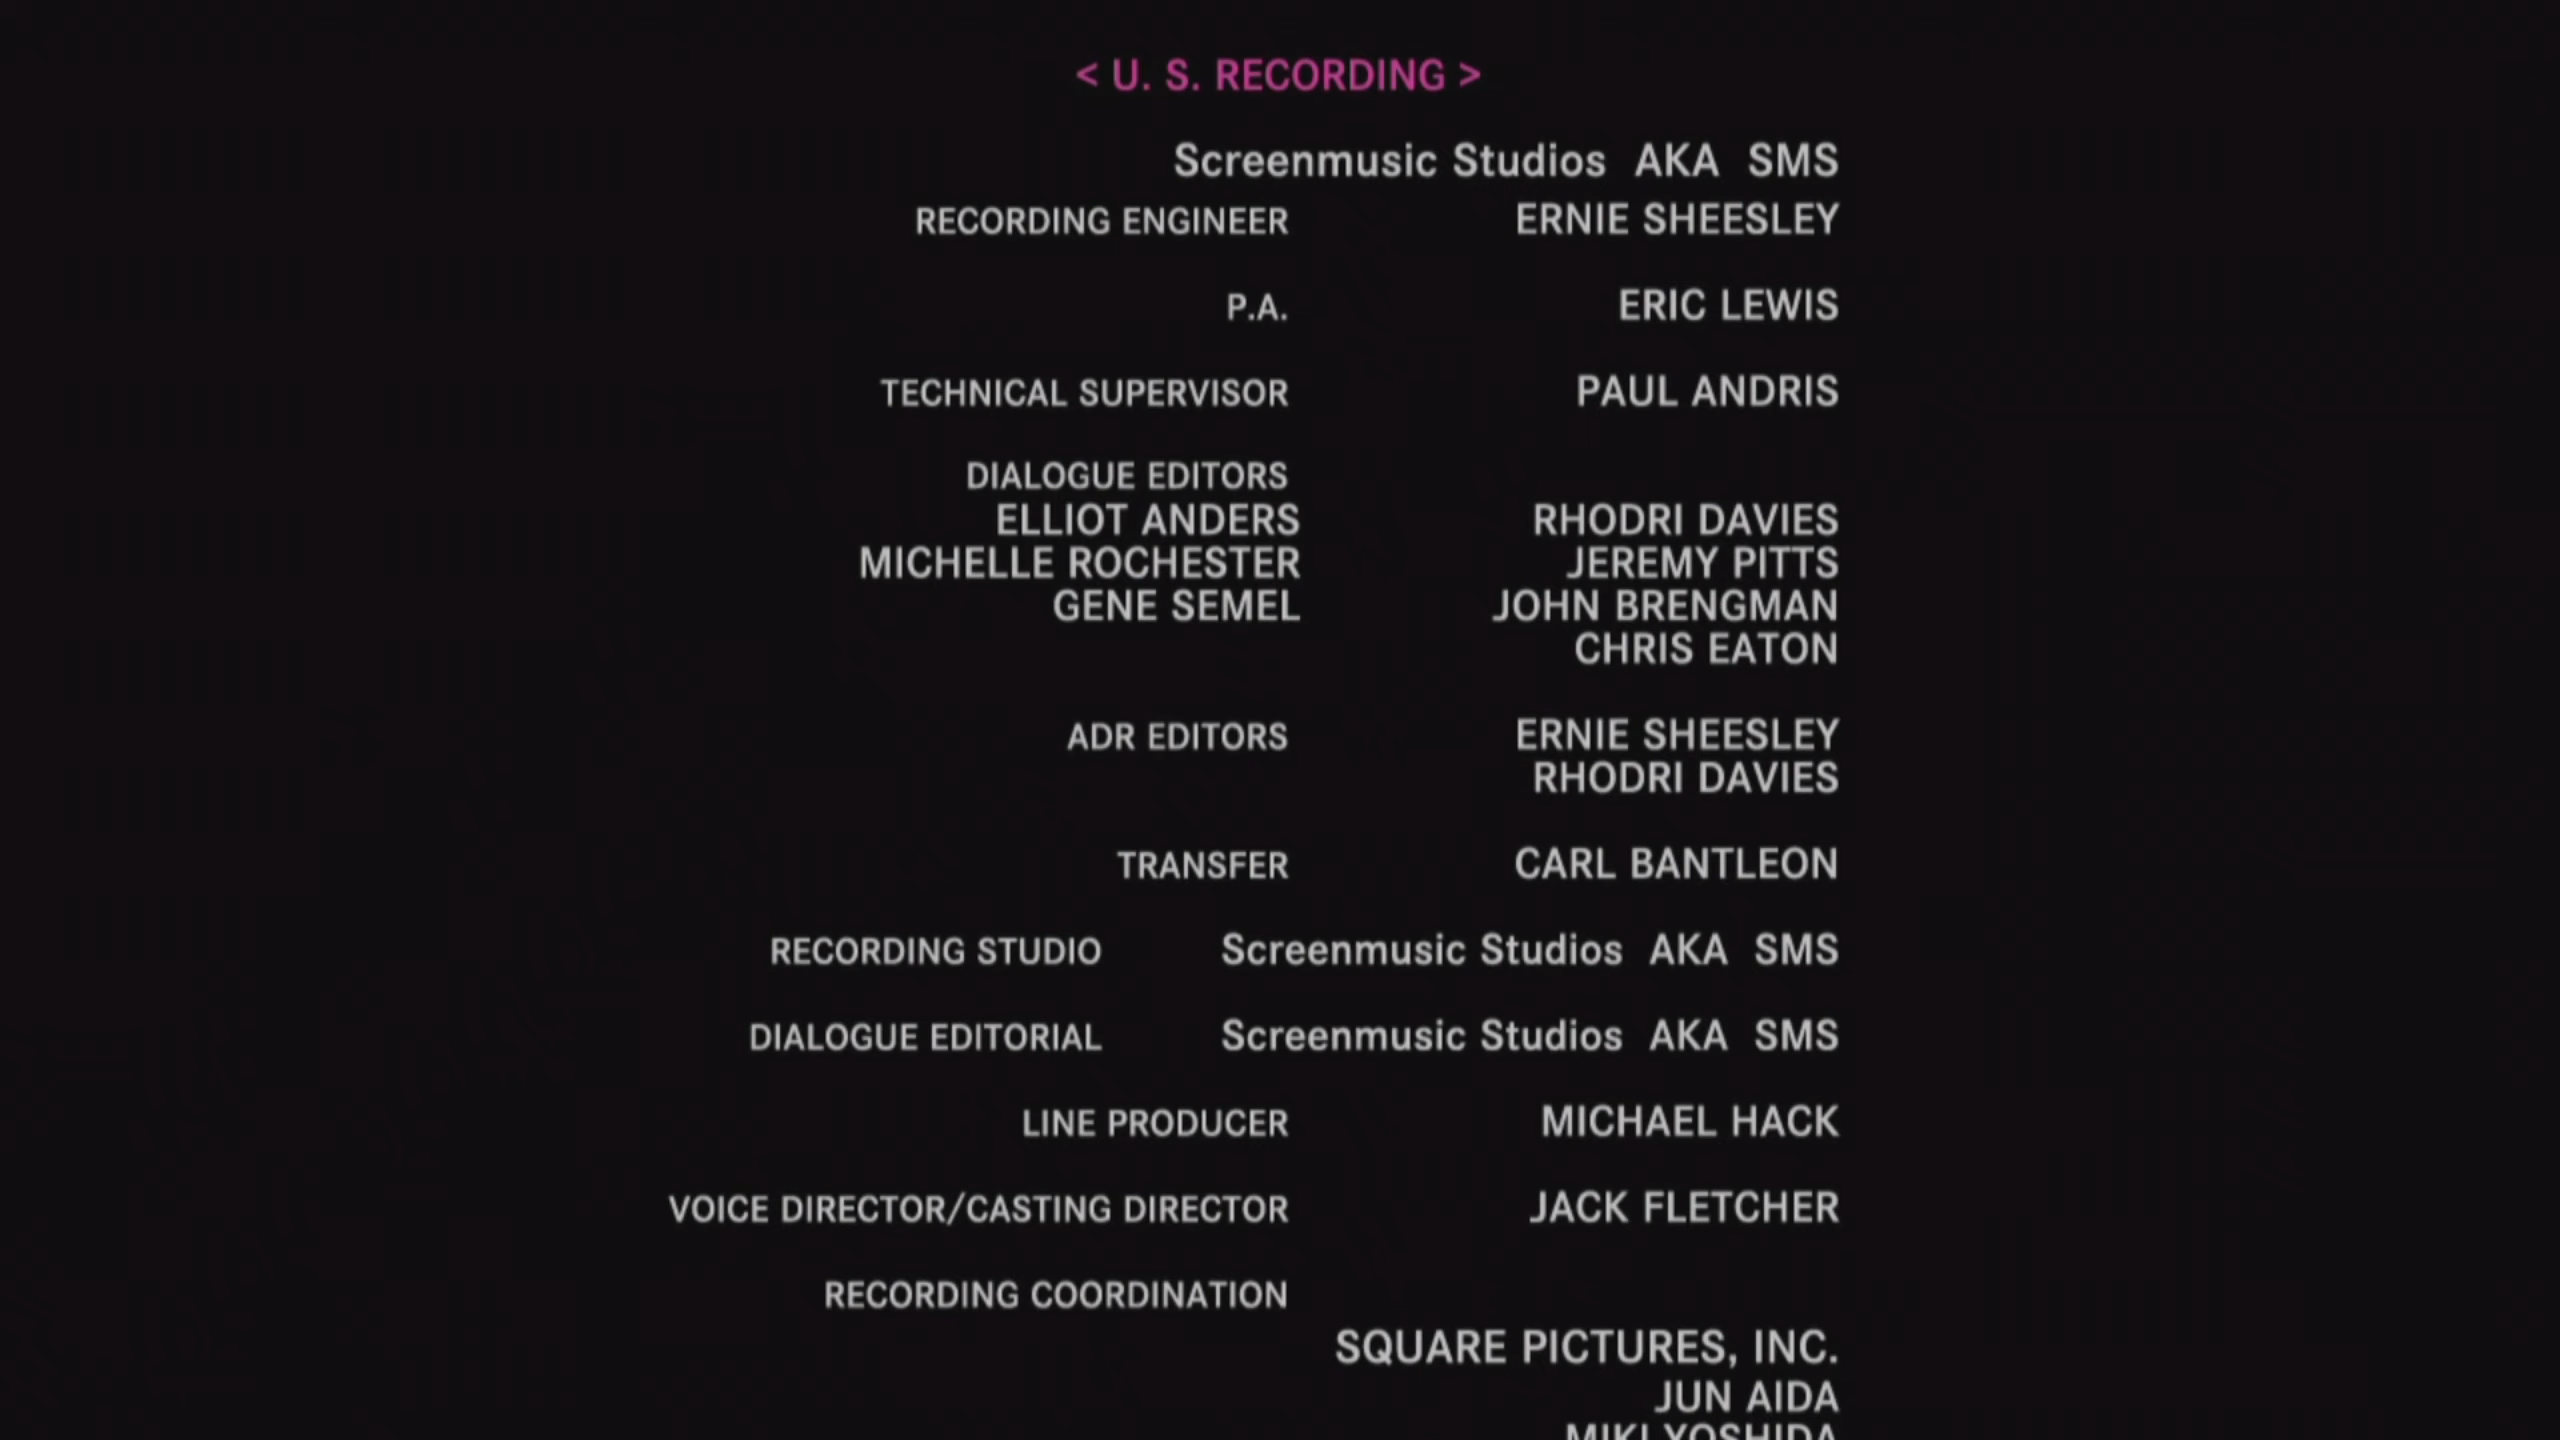 < U. S. RECORDING >
Screenmusic Studios AKA SMS
RECORDING ENGINEER ERNIE SHEESLEY
P.A. ERIC LEWIS
TECHNICAL SUPERVISOR PAUL ANDRIS
DIALOGUE EDITORS
ELLIOT ANDERS RHODRI DAVIES
MICHELLE ROCHESTER JEREMY PITTS
GENE SEMEL JOHN BRENGMAN
CHRIS EATON
ADR EDITORS ERNIE SHEESLEY
RHODRI DAVIES
TRANSFER CARL BANTLEON
RECORDING STUDIO Screenmusic Studios AKA SMS
DIALOGUE EDITORIAL Screenmusic Studios AKA SMS
LINE PRODUCER MICHAEL HACK
VOICE DIRECTOR/CASTING DIRECTOR JACK FLETCHER
RECORDING COORDINATION
SQUARE PICTURES, INC.
JUN AIDA
MIKI YOSHIDA